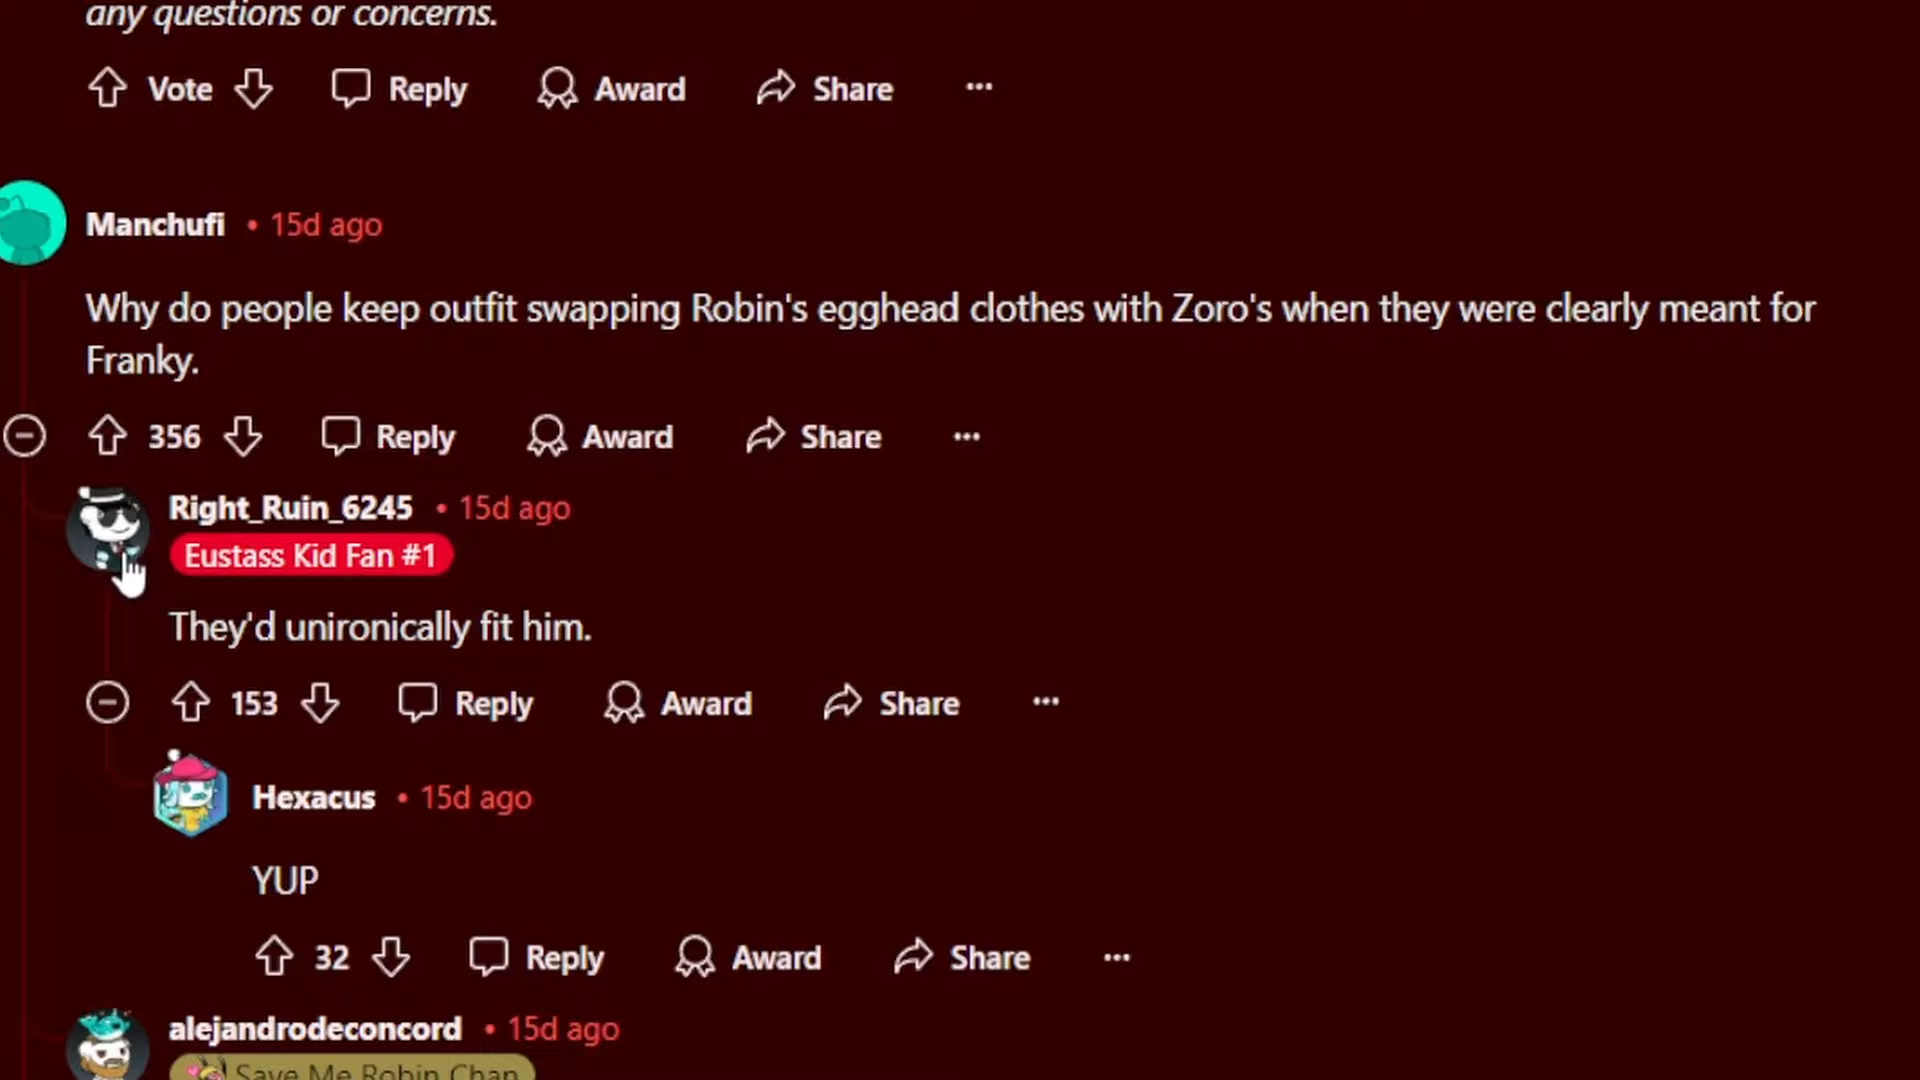 any questions or concerns.
Vote Reply Award Share ...
Manchufi • 15d ago
Why do people keep outfit swapping Robin's egghead clothes with Zoro's when they were clearly meant for
Franky.
356 Reply Award Share ...
Right_Ruin_6245 • 15d ago
Eustass Kid Fan #1
They'd unironically fit him.
153 Reply Award Share ...
Hexacus • 15d ago
YUP
32 Reply Award Share ...
alejandrodeconcord • 15d ago
Save Me Robin Chan